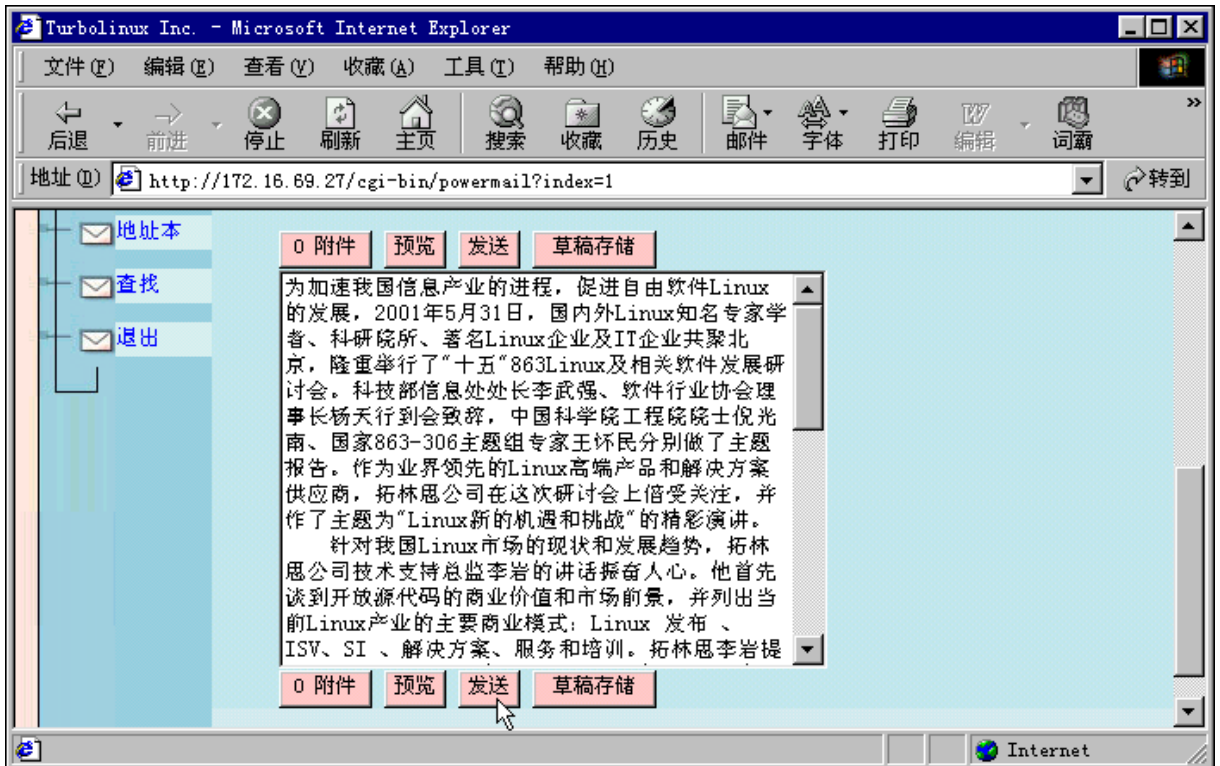 Turbolinux Inc. - Microsoft Internet Explorer
文件(F) 编辑(E) 查看(V) 收藏(A) 工具(T) 帮助(H)
后退 前进 停止 刷新 主页 搜索 收藏 历史 邮件 字体 打印 编辑 词霸 »
地址(D) http://172.16.69.27/cgi-bin/powermail?index=1 转到
地址本
查找
退出
0 附件 预览 发送 草稿存储
为加速我国信息产业的进程，促进自由软件Linux
的发展，2001年5月31日，国内外Linux知名专家学
者、科研院所、著名Linux企业及IT企业共聚北
京，隆重举行了“十五”863Linux及相关软件发展研
讨会。科技部信息处处长李武强、软件行业协会理
事长杨天行到会致辞，中国科学院工程院院士倪光
南、国家863-306主题组专家王怀民分别做了主题
报告。作为业界领先的Linux高端产品和解决方案
供应商，拓林思公司在这次研讨会上倍受关注，并
作了主题为“Linux新的机遇和挑战”的精彩演讲。
针对我国Linux市场的现状和发展趋势，拓林
思公司技术支持总监李岩的讲话振奋人心。他首先
谈到开放源代码的商业价值和市场前景，并列出当
前Linux产业的主要商业模式：Linux 发布 、
ISV、SI 、解决方案、服务和培训。拓林思李岩提
0 附件 预览 发送 草稿存储
Internet